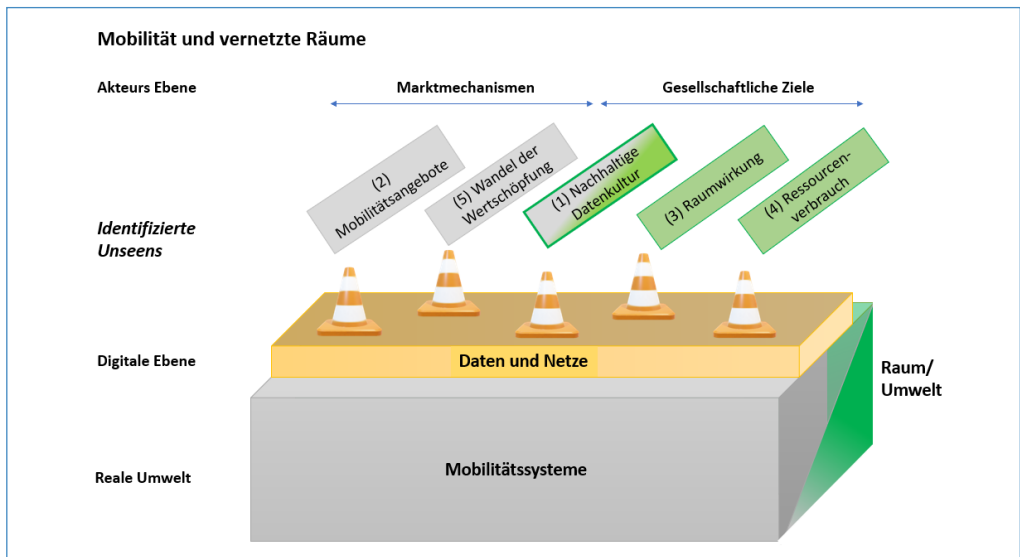 Mobilität und vernetzte Räume
Akteurs Ebene
Marktmechanismen
Gesellschaftliche Ziele
(2)
Mobilitätsangebote
(5) Wandel der
Wertschöpfung
(1) Nachhaltige
Datenkultur
(3) Raumwirkung
(4) Ressourcen-
verbrauch
Identifizierte
Unseens
Digitale Ebene
Daten und Netze
Raum/
Umwelt
Reale Umwelt
Mobilitätssysteme